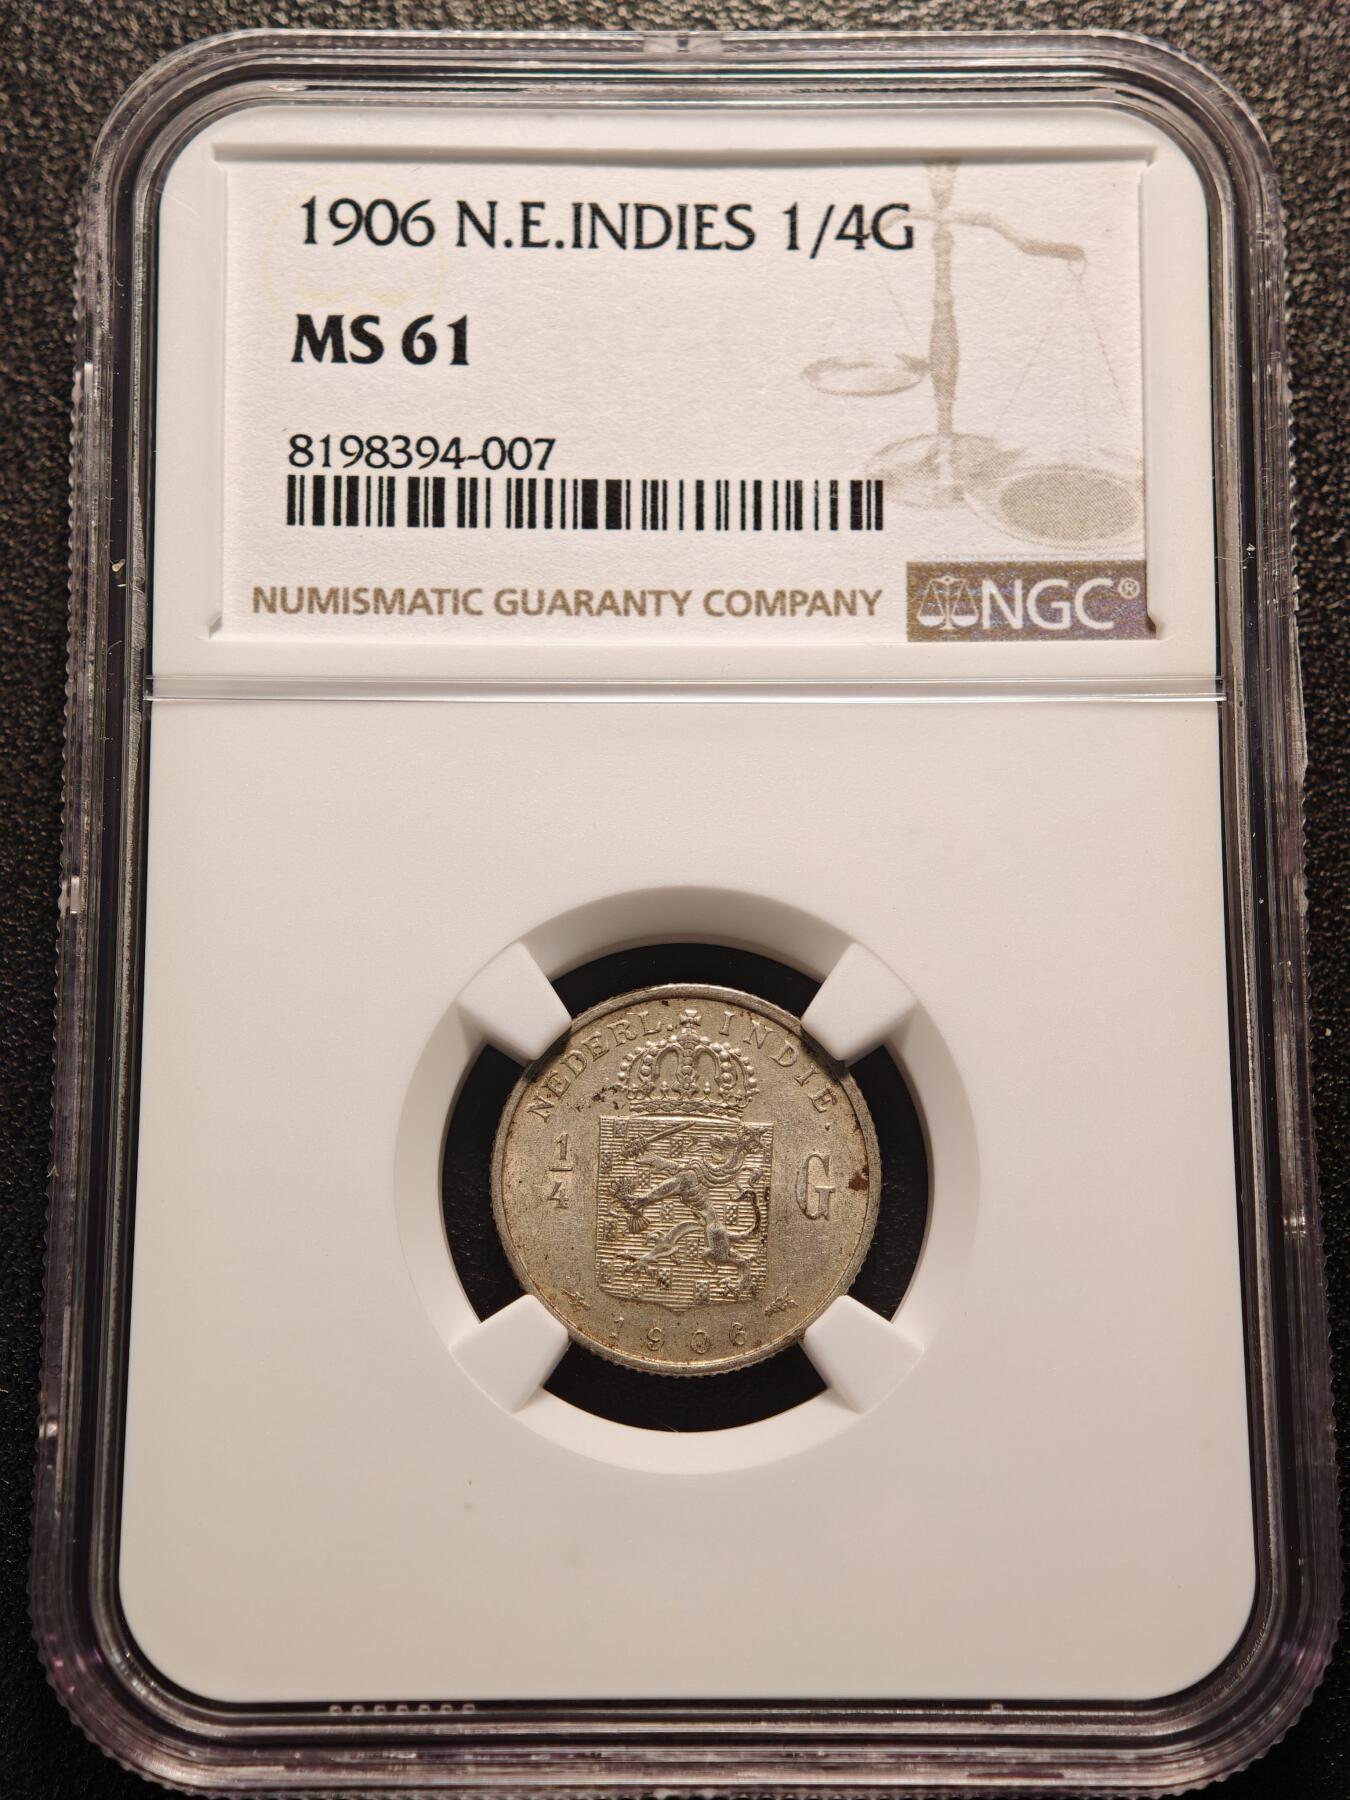 1906 N.E.INDIES 1/4G
MS 61
8198394-007
NUMISMATIC GUARANTY COMPANY
NGC®
NEDERL. INDIE.
1/4 G
1906